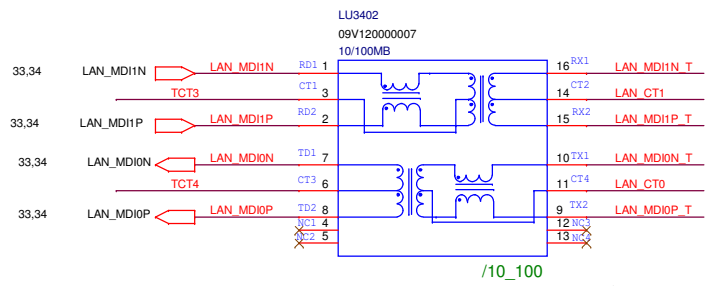 LU3402
09V120000007
10/100MB
33,34 LAN_MDI1N LAN_MDI1N RD1 1 16 RX1 LAN_MDI1N_T
TCT3 CT1 3 14 CT2 LAN_CT1
33,34 LAN_MDI1P LAN_MDI1P RD2 2 15 RX2 LAN_MDI1P_T
33,34 LAN_MDI0N LAN_MDI0N TD1 7 10 TX1 LAN_MDI0N_T
TCT4 CT3 6 11 CT4 LAN_CT0
33,34 LAN_MDI0P LAN_MDI0P TD2 8 9 TX2 LAN_MDI0P_T
NC1 4 12 NC3
NC2 5 13 NC4
/10_100